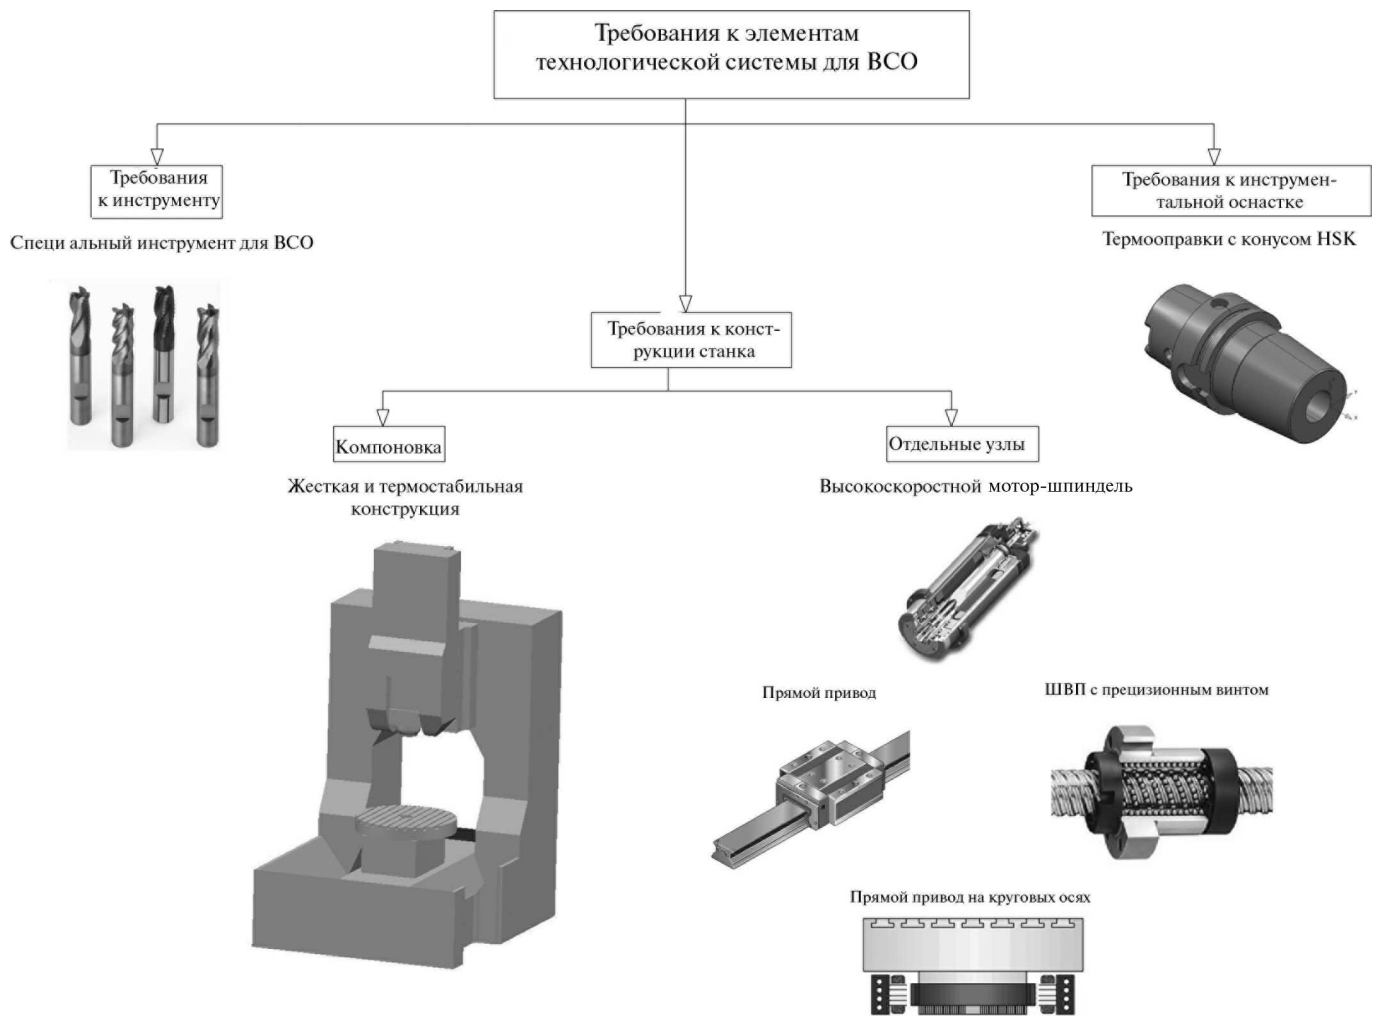 Требования к элементам
технологической системы для ВСО
Требования
к инструменту
Специ альный инструмент для ВСО
Требования к инструмен-
тальной оснастке
Термооправки с конусом HSK
Требования к конст-
рукции станка
Компоновка
Жесткая и термостабильная
конструкция
Отдельные узлы
Высокоскоростной мотор-шпиндель
Прямой привод
ШВП с прецизионным винтом
Прямой привод на круговых осях